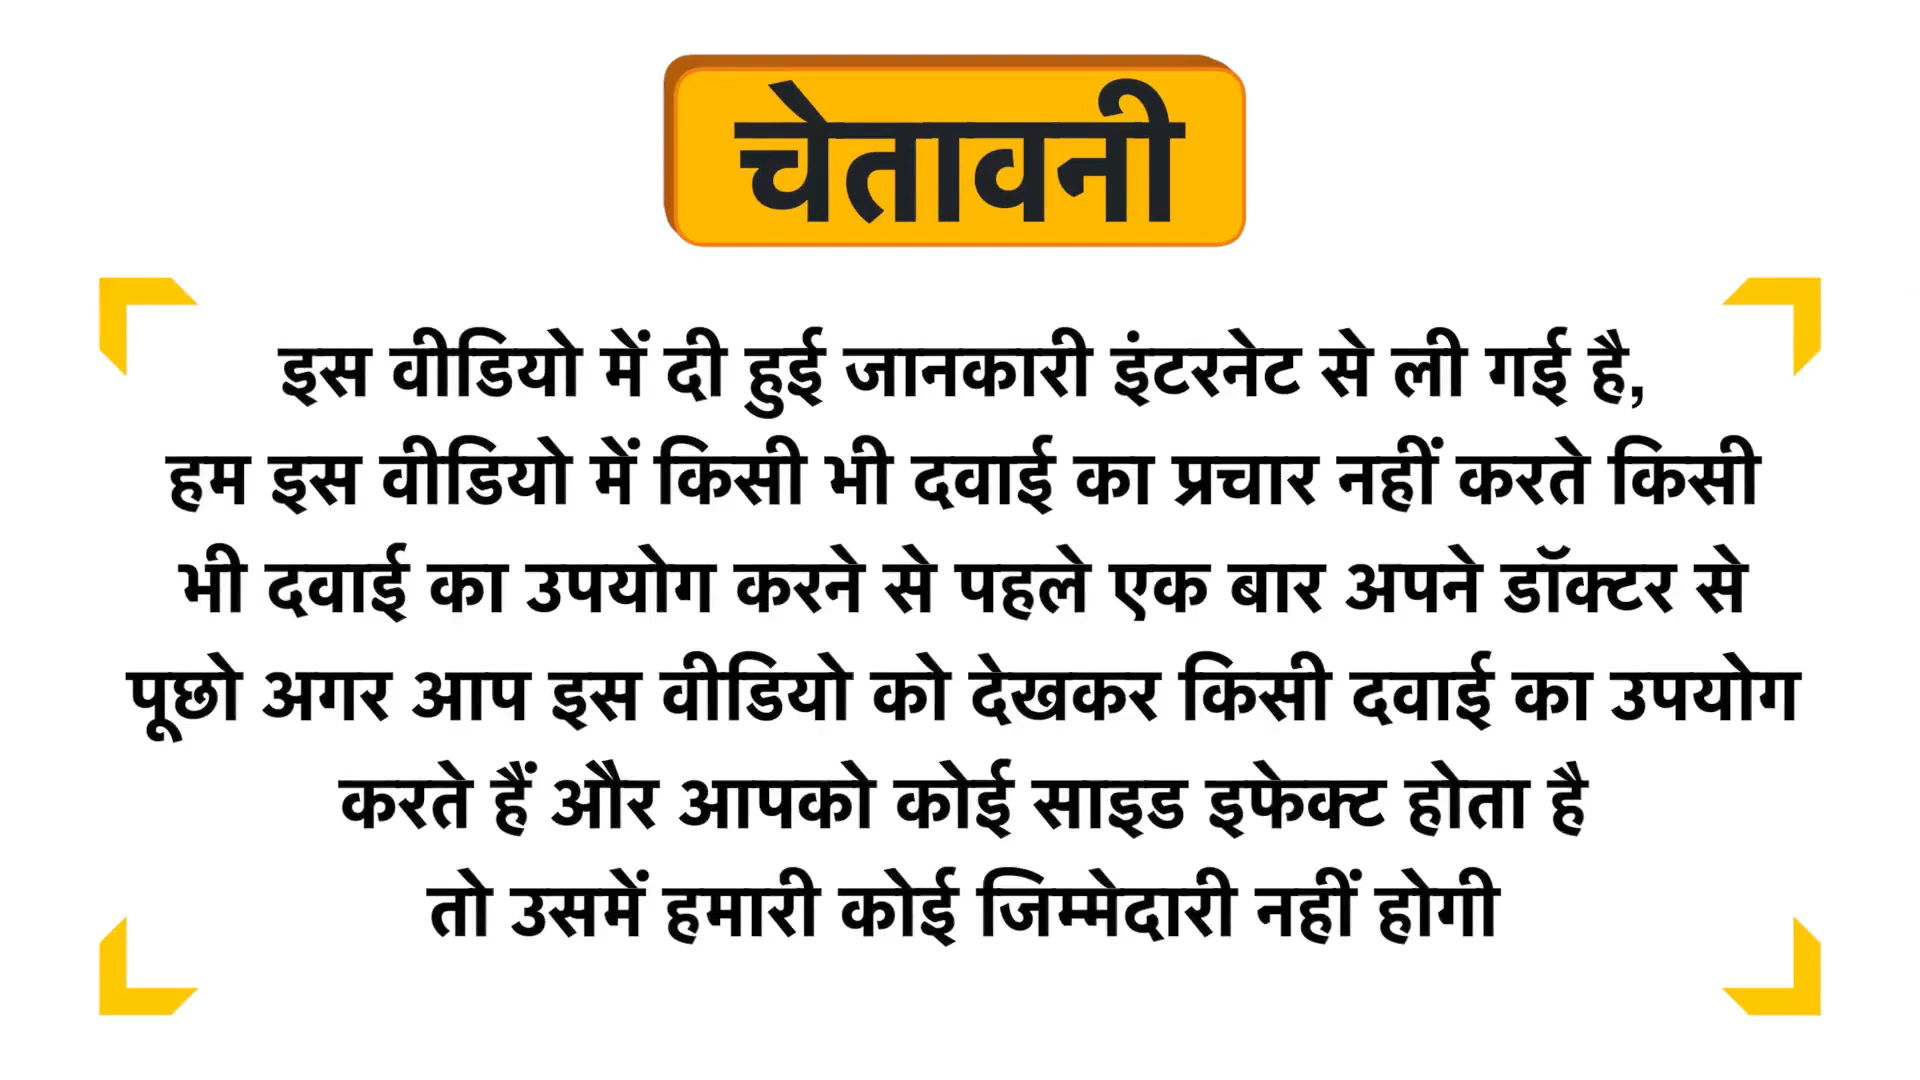 चेतावनी
इस वीडियो में दी हुई जानकारी इंटरनेट से ली गई है,
हम इस वीडियो में किसी भी दवाई का प्रचार नहीं करते किसी
भी दवाई का उपयोग करने से पहले एक बार अपने डॉक्टर से
पूछो अगर आप इस वीडियो को देखकर किसी दवाई का उपयोग
करते हैं और आपको कोई साइड इफेक्ट होता है
तो उसमें हमारी कोई जिम्मेदारी नहीं होगी